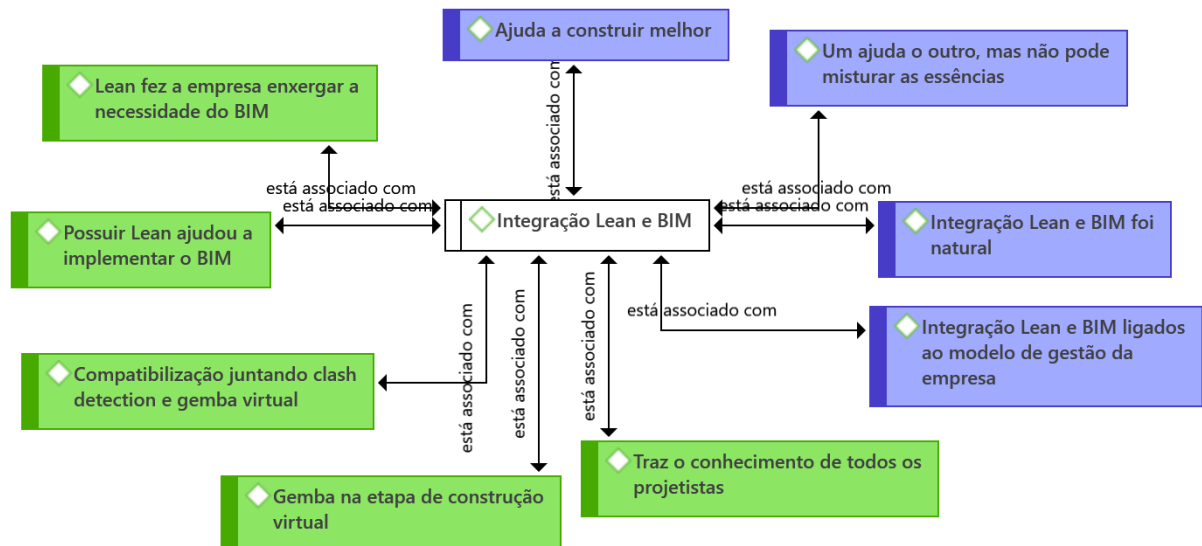 Ajuda a construir melhor
Um ajuda o outro, mas não pode
misturar as essências
Lean fez a empresa enxergar a
necessidade do BIM
está associado com
está associado com
está associado com
está associado com
está associado com
Possuir Lean ajudou a
implementar o BIM
Integração Lean e BIM
Integração Lean e BIM foi
natural
está associado com
está associado com
está associado com
está associado com
Integração Lean e BIM ligados
ao modelo de gestão da
empresa
Compatibilização juntando clash
detection e gemba virtual
Traz o conhecimento de todos os
projetistas
Gemba na etapa de construção
virtual